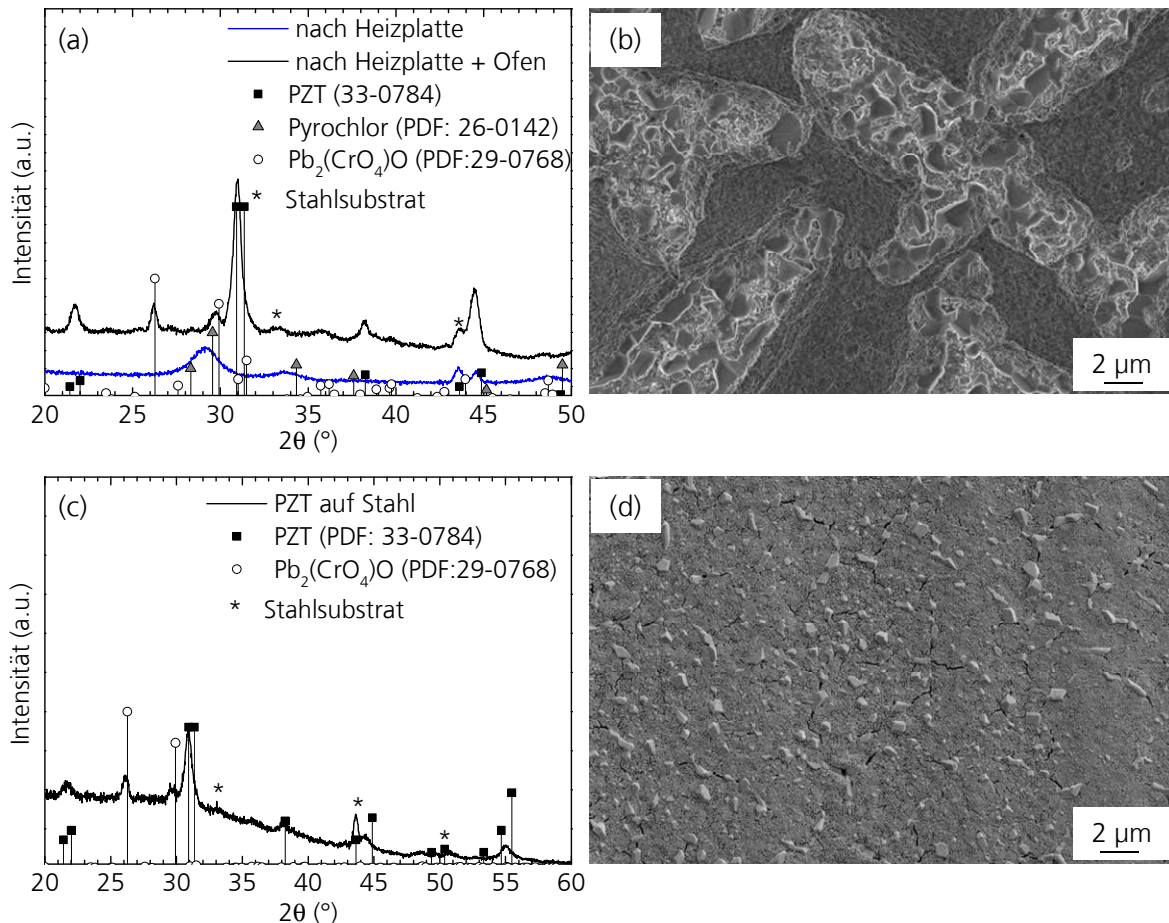 (a)
nach Heizplatte
nach Heizplatte + Ofen
PZT (33-0784)
Pyrochlor (PDF: 26-0142)
Pb₂(CrO₄)O (PDF:29-0768)
* Stahlsubstrat
*
*
Intensität (a.u.)
20 25 30 35 40 45 50
2θ (°)
(b)
2 µm
(c)
PZT auf Stahl
PZT (PDF: 33-0784)
Pb₂(CrO₄)O (PDF:29-0768)
* Stahlsubstrat
*
*
*
Intensität (a.u.)
20 25 30 35 40 45 50 55 60
2θ (°)
(d)
2 µm